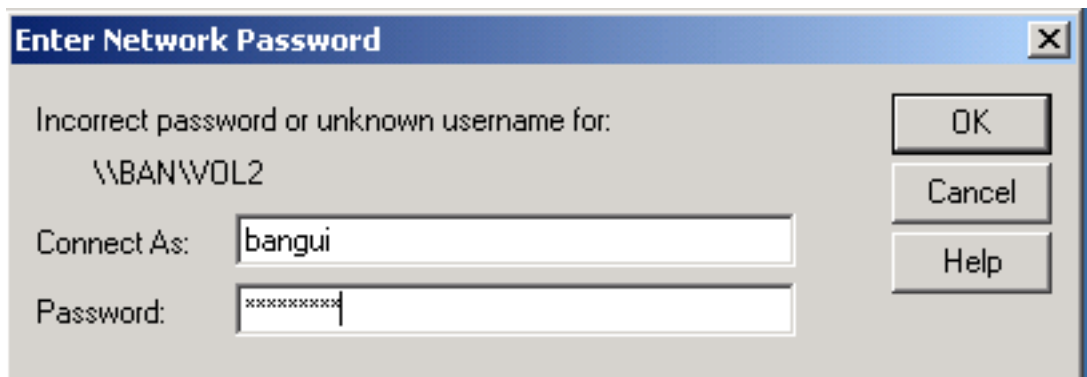 Enter Network Password
Incorrect password or unknown username for:
\\BAN\VOL2
Connect As: bangui
Password: *********
OK
Cancel
Help